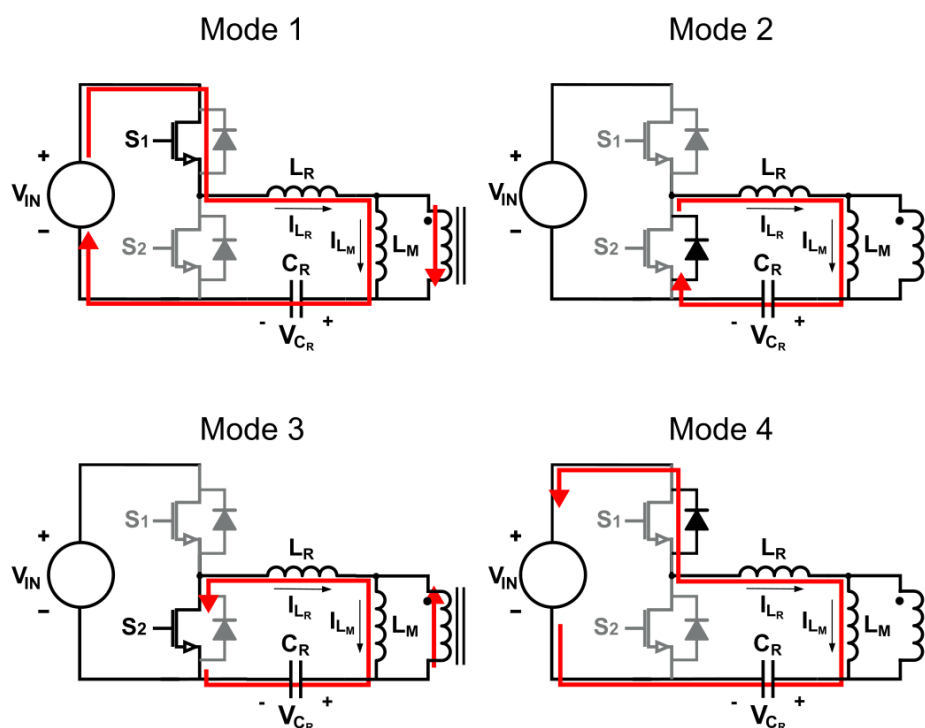 Mode 1
S1
LR
+
VIN
-
ILR
ILM
LM
S2
CR
- +
VCR
Mode 2
S1
LR
+
VIN
-
ILR
ILM
LM
S2
CR
- +
VCR
Mode 3
S1
LR
+
VIN
-
ILR
ILM
LM
S2
CR
- +
VCR
Mode 4
S1
LR
+
VIN
-
ILR
ILM
LM
S2
CR
- +
VCR